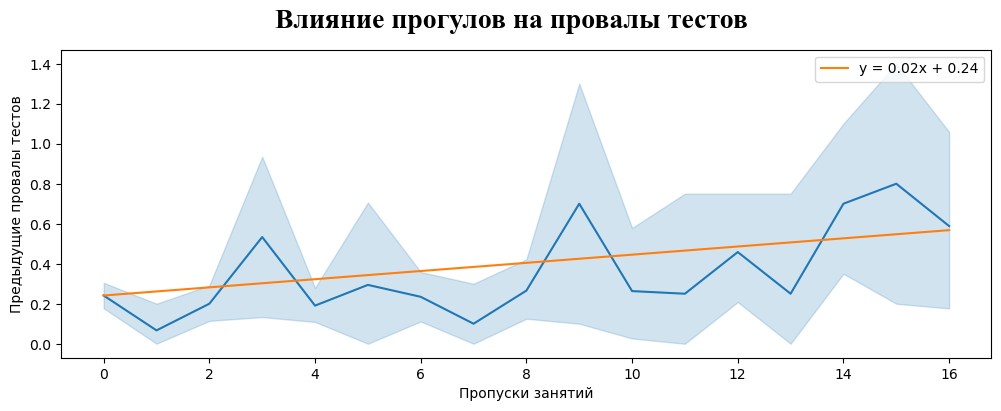 Влияние прогулов на провалы тестов
y = 0.02x + 0.24
Предыдущие провалы тестов
1.4
1.2
1.0
0.8
0.6
0.4
0.2
0.0
0 2 4 6 8 10 12 14 16
Пропуски занятий